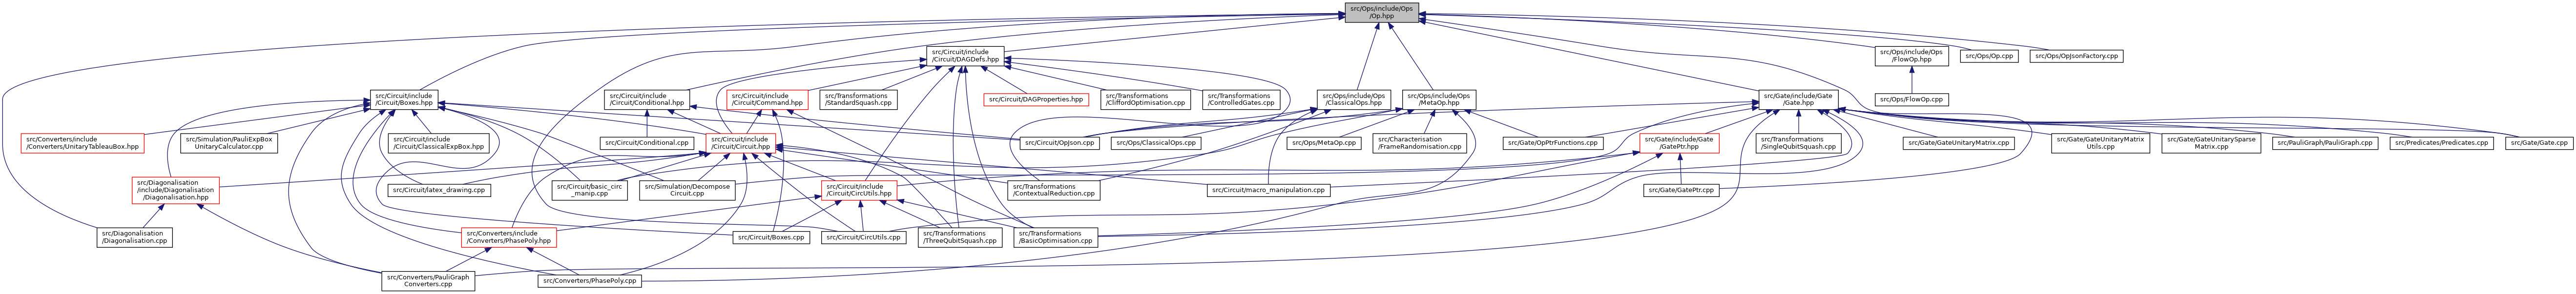 src/Ops/include/Ops
/Op.hpp
src/Circuit/include
/Circuit/DAGDefs.hpp
src/Ops/include/Ops
/FlowOp.hpp
src/Ops/Op.cpp
src/Ops/OpJsonFactory.cpp
src/Circuit/include
/Circuit/Boxes.hpp
src/Circuit/include
/Circuit/Conditional.hpp
src/Circuit/include
/Circuit/Command.hpp
src/Transformations
/StandardSquash.cpp
src/Circuit/DAGProperties.hpp
src/Transformations
/CliffordOptimisation.cpp
src/Transformations
/ControlledGates.cpp
src/Ops/include/Ops
/ClassicalOps.hpp
src/Ops/include/Ops
/MetaOp.hpp
src/Gate/include/Gate
/Gate.hpp
src/Ops/FlowOp.cpp
src/Converters/include
/Converters/UnitaryTableauBox.hpp
src/Simulation/PauliExpBox
UnitaryCalculator.cpp
src/Circuit/include
/Circuit/ClassicalExpBox.hpp
src/Circuit/Conditional.cpp
src/Circuit/include
/Circuit/Circuit.hpp
src/Circuit/OpJson.cpp
src/Ops/ClassicalOps.cpp
src/Ops/MetaOp.cpp
src/Characterisation
/FrameRandomisation.cpp
src/Gate/OpPtrFunctions.cpp
src/Gate/include/Gate
/GatePtr.hpp
src/Transformations
/SingleQubitSquash.cpp
src/Gate/GateUnitaryMatrix.cpp
src/Gate/GateUnitaryMatrix
Utils.cpp
src/Gate/GateUnitarySparse
Matrix.cpp
src/PauliGraph/PauliGraph.cpp
src/Predicates/Predicates.cpp
src/Gate/Gate.cpp
src/Diagonalisation
/include/Diagonalisation
/Diagonalisation.hpp
src/Circuit/latex_drawing.cpp
src/Circuit/basic_circ
_manip.cpp
src/Simulation/Decompose
Circuit.cpp
src/Circuit/include
/Circuit/CircUtils.hpp
src/Transformations
/ContextualReduction.cpp
src/Circuit/macro_manipulation.cpp
src/Gate/GatePtr.cpp
src/Diagonalisation
/Diagonalisation.cpp
src/Converters/include
/Converters/PhasePoly.hpp
src/Circuit/Boxes.cpp
src/Circuit/CircUtils.cpp
src/Transformations
/ThreeQubitSquash.cpp
src/Transformations
/BasicOptimisation.cpp
src/Converters/PauliGraph
Converters.cpp
src/Converters/PhasePoly.cpp